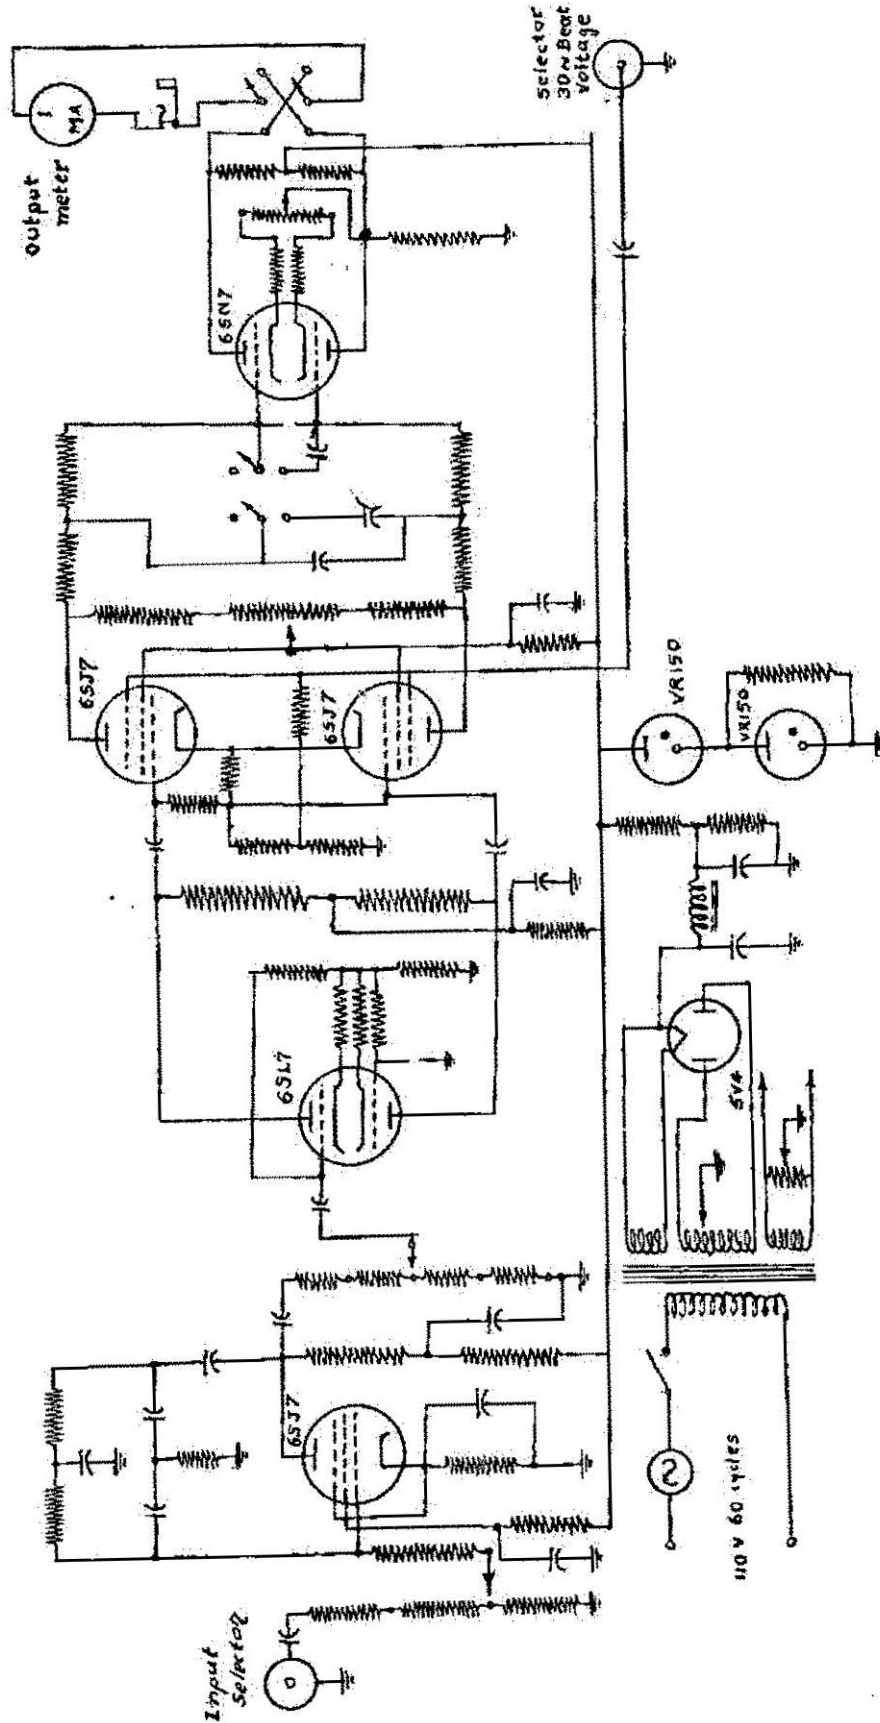 Input
Selector
6SJ7
6SL7
6SJ7
6SJ7
6SN7
output
meter
1
MA
Selector
30~Beat
Voltage
VR150
VR150
5V4
110 V 60 cycles